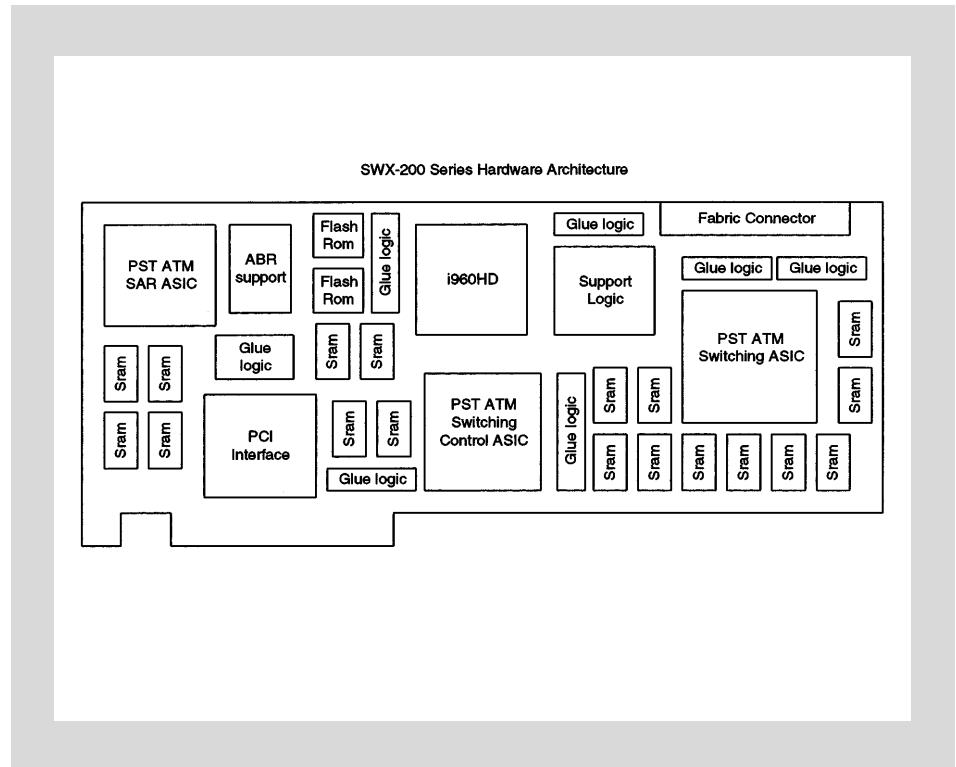 SWX-200 Series Hardware Architecture
PST ATM
SAR ASIC
ABR
support
Flash
Rom
Flash
Rom
Glue logic
i960HD
Glue logic
Support
Logic
Fabric Connector
Glue logic
Glue logic
PST ATM
Switching ASIC
Sram
Sram
Sram
Sram
Sram
Sram
Glue
logic
Sram
Sram
PCI
Interface
Sram
Sram
Glue logic
PST ATM
Switching
Control ASIC
Glue logic
Sram
Sram
Sram
Sram
Sram
Sram
Sram
Sram